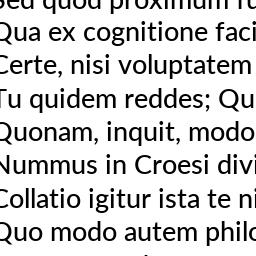 Sed quod proximum fu
Qua ex cognitione faci
Certe, nisi voluptatem
Tu quidem reddes; Qu
Quonam, inquit, modo
Nummus in Croesi divi
Collatio igitur ista te ni
Quo modo autem philo